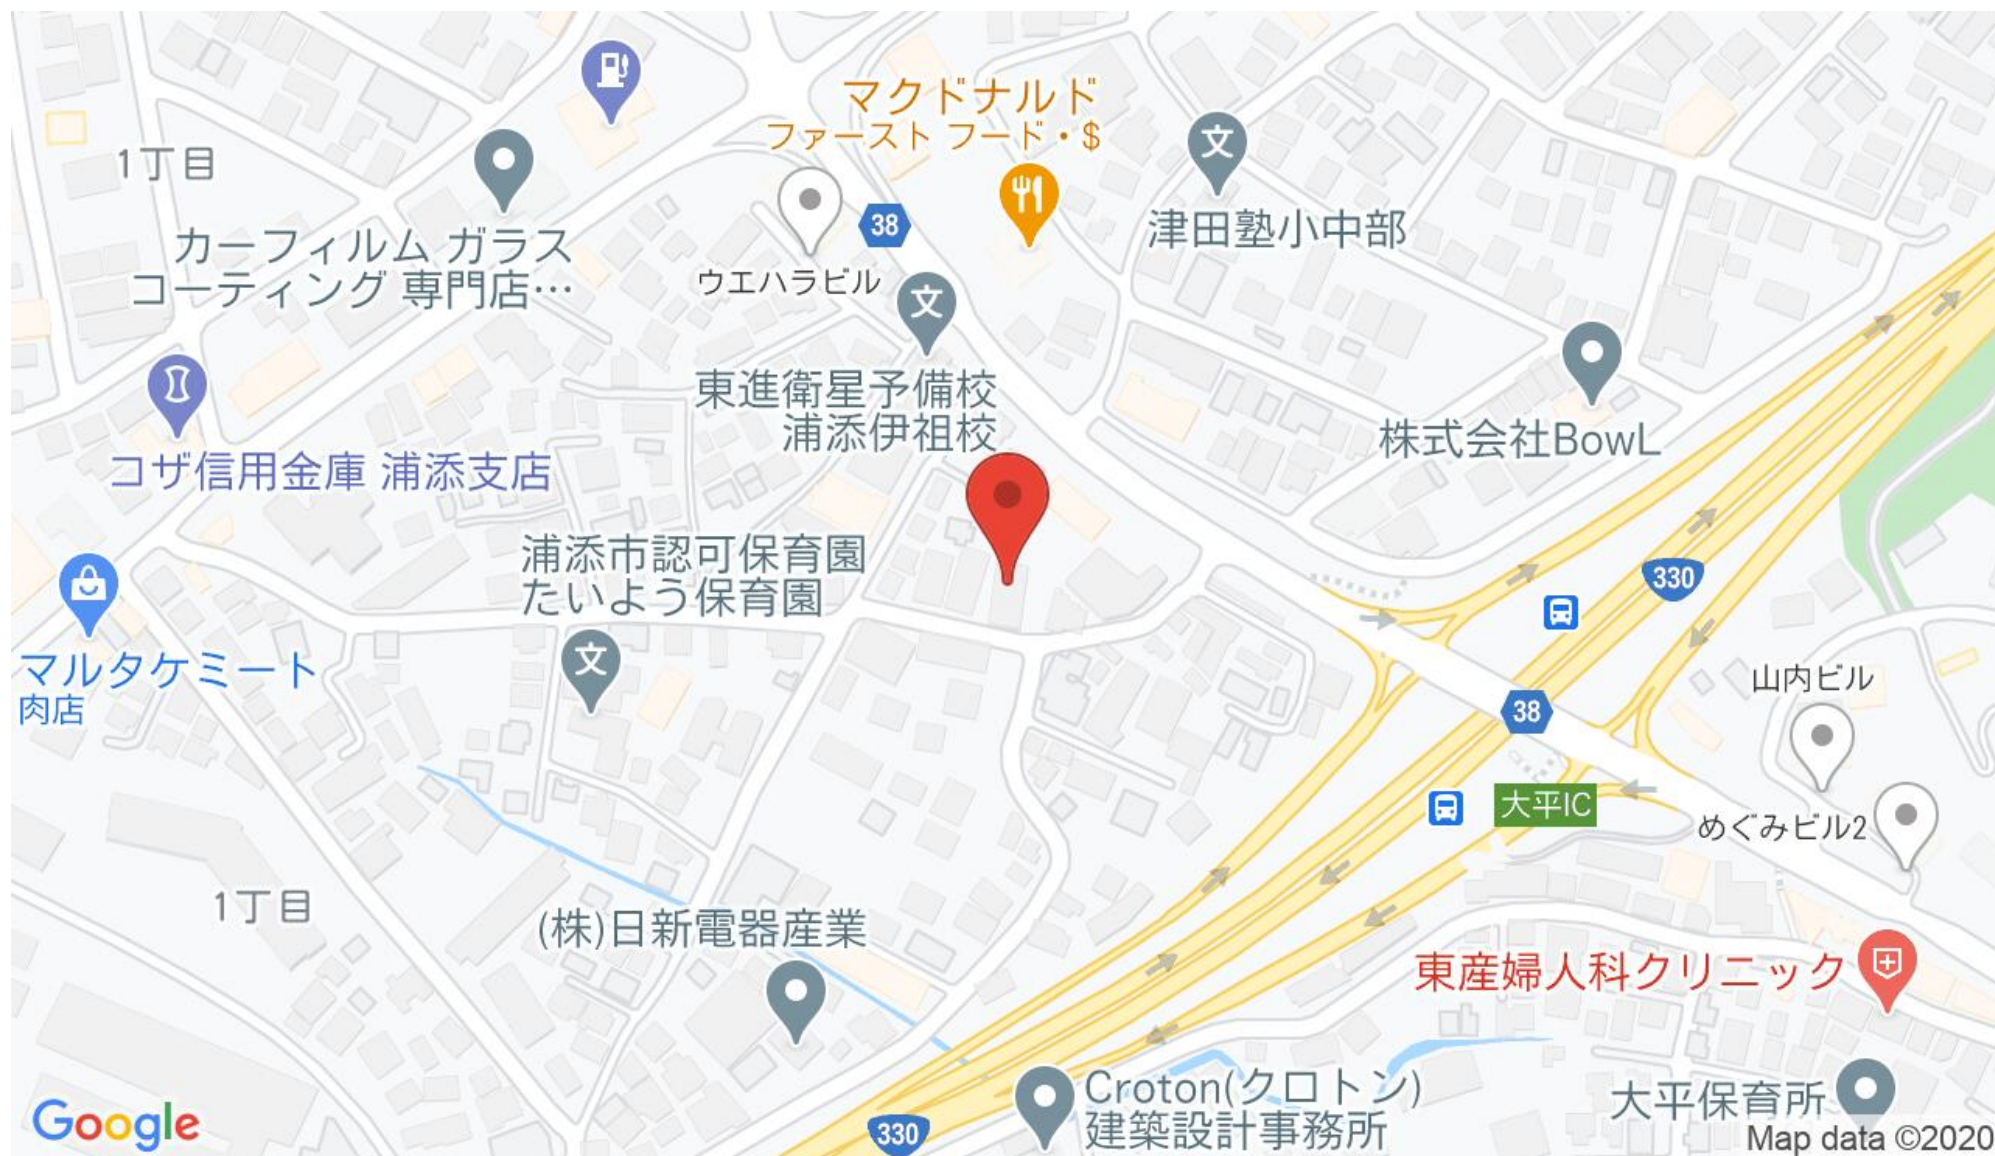 マクドナルド
ファースト フード・$
文
1丁目
38
津田塾小中部
カーフィルム ガラス
コーティング 専門店…
ウエハラビル
文
東進衛星予備校
浦添伊祖校
株式会社BowL
コザ信用金庫 浦添支店
浦添市認可保育園
たいよう保育園
330
文
マルタケミート
肉店
山内ビル
38
大平IC
めぐみビル2
1丁目
(株)日新電器産業
東産婦人科クリニック
Croton(クロトン)
建築設計事務所
大平保育所
330
Google
Map data ©2020